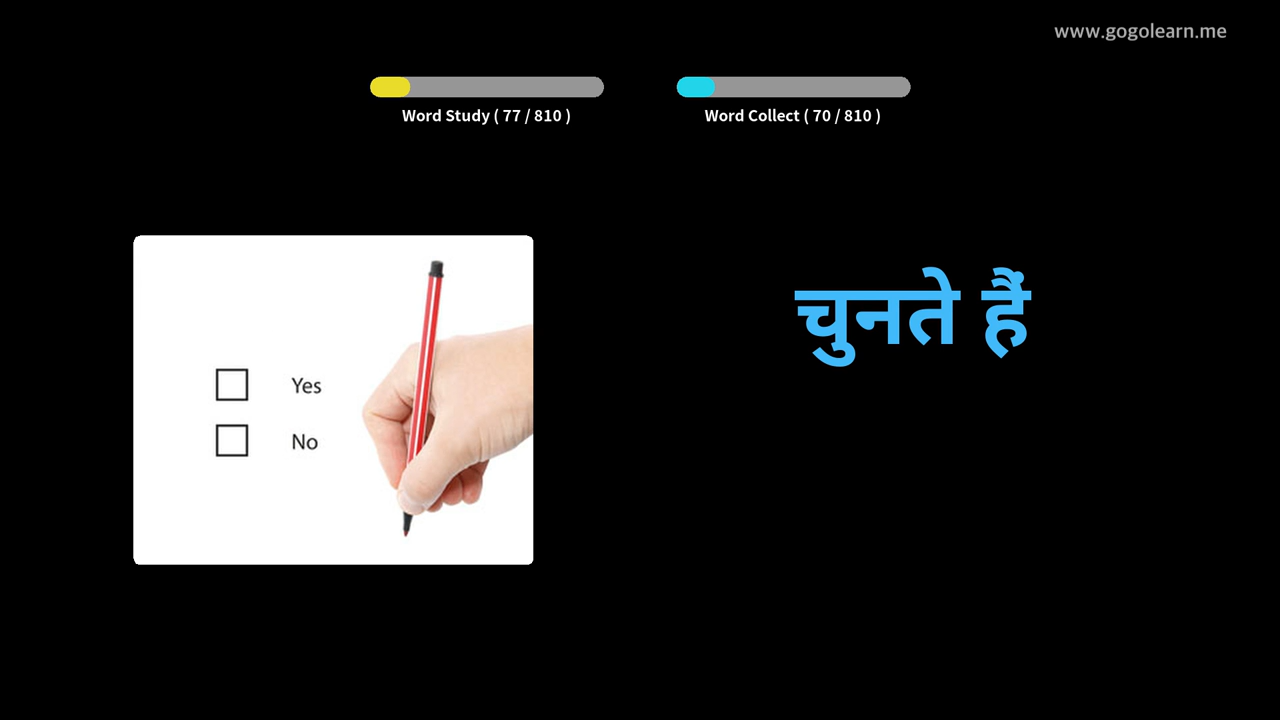 www.gogolearn.me
Word Study ( 77 / 810 )
Word Collect ( 70 / 810 )
चुनते हैं
Yes
No